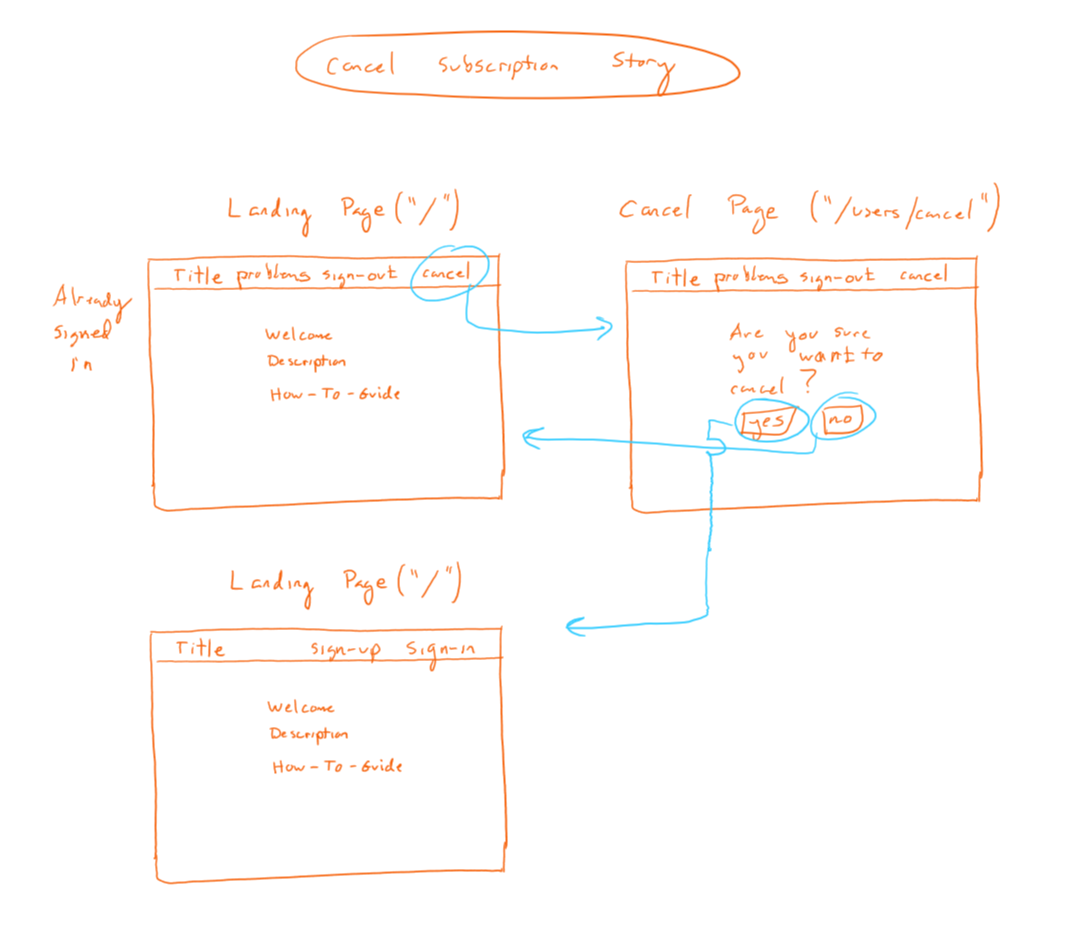 Cancel Subscription Story
Landing Page ("/")
Cancel Page ("/users/cancel")
Already
signed
in
Title problems sign-out cancel
Welcome
Description
How-To-Guide
Title problems sign-out cancel
Are you sure
you want to
cancel ?
yes no
Landing Page ("/")
Title sign-up sign-in
Welcome
Description
How-To-Guide